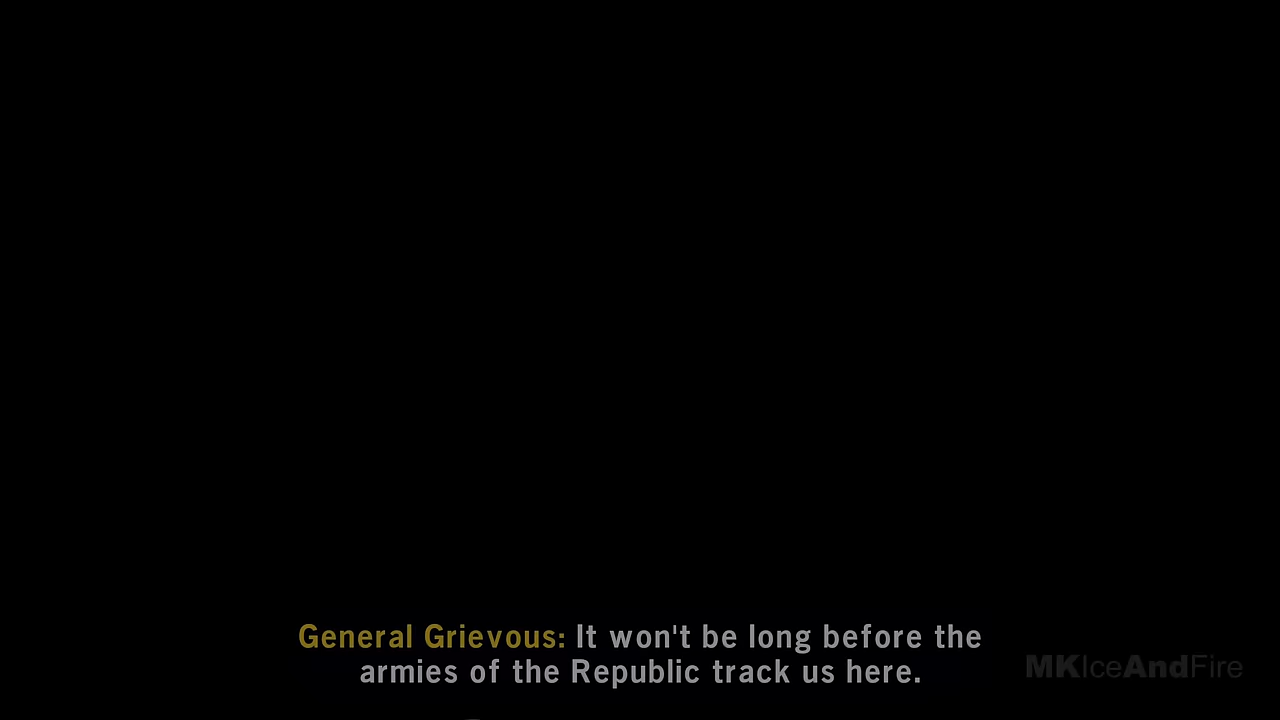 General Grievous: It won't be long before the
armies of the Republic track us here.
MKIceAndFire